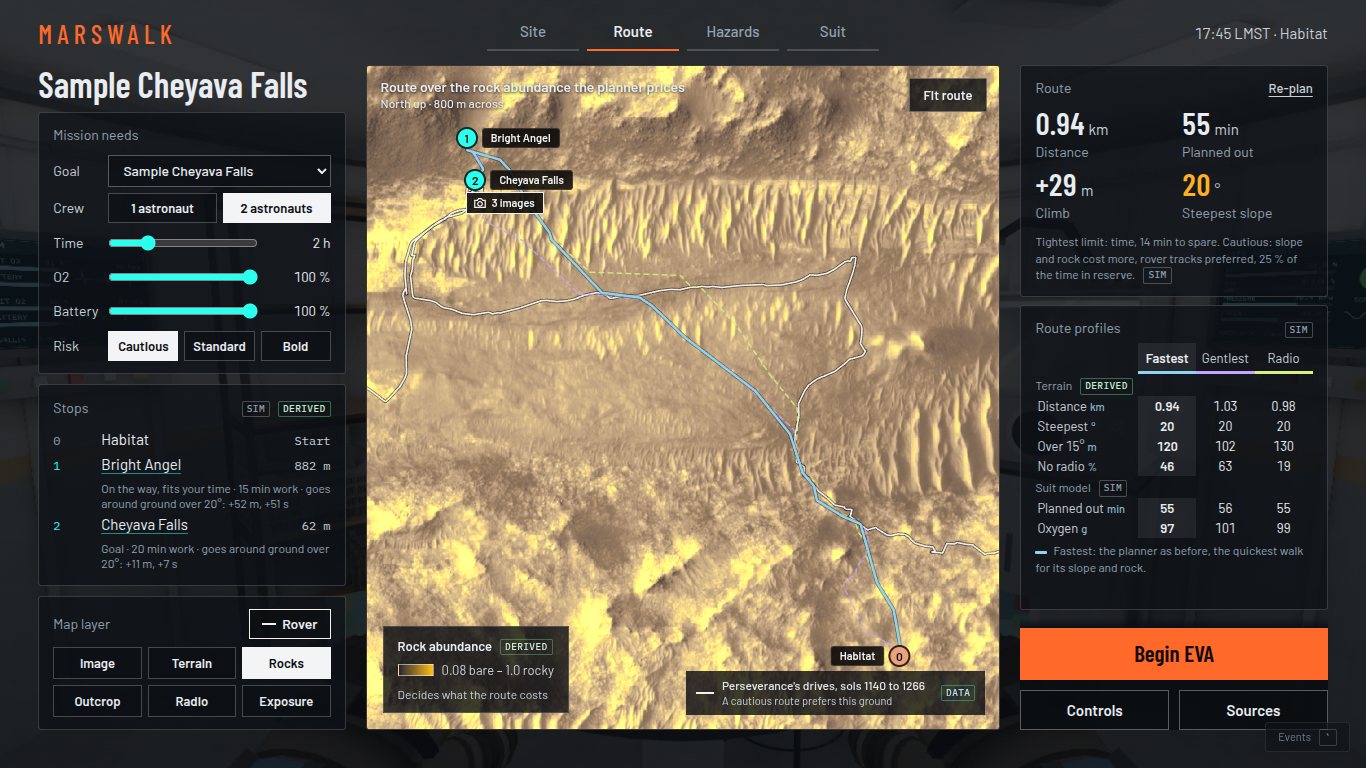 MARSWALK
Site
Route
Hazards
Suit
17:45 LMST · Habitat
Sample Cheyava Falls
Mission needs
Goal
Sample Cheyava Falls
Crew
1 astronaut
2 astronauts
Time
2 h
O2
100 %
Battery
100 %
Risk
Cautious
Standard
Bold
Stops
SIM
DERIVED
0 Habitat Start
1 Bright Angel 882 m
On the way, fits your time · 15 min work · goes
around ground over 20°: +52 m, +51 s
2 Cheyava Falls 62 m
Goal · 20 min work · goes around ground over
20°: +11 m, +7 s
Map layer
Rover
Image
Terrain
Rocks
Outcrop
Radio
Exposure
Route over the rock abundance the planner prices
North up · 800 m across
Fit route
1
Bright Angel
2
Cheyava Falls
3 images
Rock abundance DERIVED
0.08 bare – 1.0 rocky
Decides what the route costs
Habitat
0
Perseverance's drives, sols 1140 to 1266
A cautious route prefers this ground
DATA
Route
Re-plan
0.94 km
Distance
55 min
Planned out
+29 m
Climb
20 °
Steepest slope
Tightest limit: time, 14 min to spare. Cautious: slope
and rock cost more, rover tracks preferred, 25 % of
the time in reserve. SIM
Route profiles
SIM
Fastest Gentlest Radio
Terrain DERIVED
Distance km 0.94 1.03 0.98
Steepest ° 20 20 20
Over 15° m 120 102 130
No radio % 46 63 19
Suit model SIM
Planned out min 55 56 55
Oxygen g 97 101 99
Fastest: the planner as before, the quickest walk
for its slope and rock.
Begin EVA
Controls
Sources
Events `